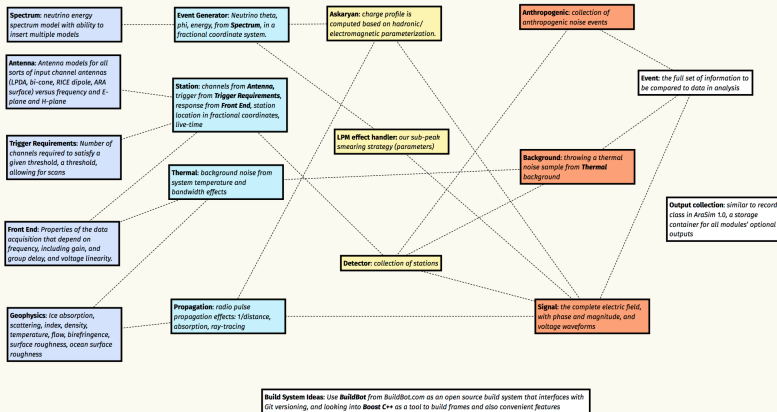 Spectrum: neutrino energy
spectrum model with ability to
insert multiple models
Event Generator: Neutrino theta,
phi, energy, from Spectrum, in a
fractional coordinate system.
Askaryan: charge profile is
computed based on hadronic/
electromagnetic parameterization.
Anthropogenic: collection of
anthropogenic noise events
Antenna: Antenna models for all
sorts of input channel antennas
(LPDA, bi-cone, RICE dipole, ARA
surface) versus frequency and E-
plane and H-plane
Station: channels from Antenna,
trigger from Trigger Requirements,
response from Front End, station
location in fractional coordinates,
live-time
Event: the full set of information to
be compared to data in analysis
Trigger Requirements: Number of
channels required to satisfy a
given threshold, a threshold,
allowing for scans
LPM effect handler: our sub-peak
smearing strategy (parameters)
Thermal: background noise from
system temperature and
bandwidth effects
Background: throwing a thermal
noise sample from Thermal
background
Output collection: similar to record
class in AraSim 1.0, a storage
container for all modules' optional
outputs
Front End: Properties of the data
acquisition that depend on
frequency, including gain, and
group delay, and voltage linearity.
Detector: collection of stations
Geophysics: Ice absorption,
scattering, index, density,
temperature, flow, birefringence,
surface roughness, ocean surface
roughness
Propagation: radio pulse
propagation effects: 1/distance,
absorption, ray-tracing
Signal: the complete electric field,
with phase and magnitude, and
voltage waveforms
Build System Ideas: Use BuildBot from BuildBot.com as an open source build system that interfaces with
Git versioning, and looking into Boost C++ as a tool to build frames and also convenient features